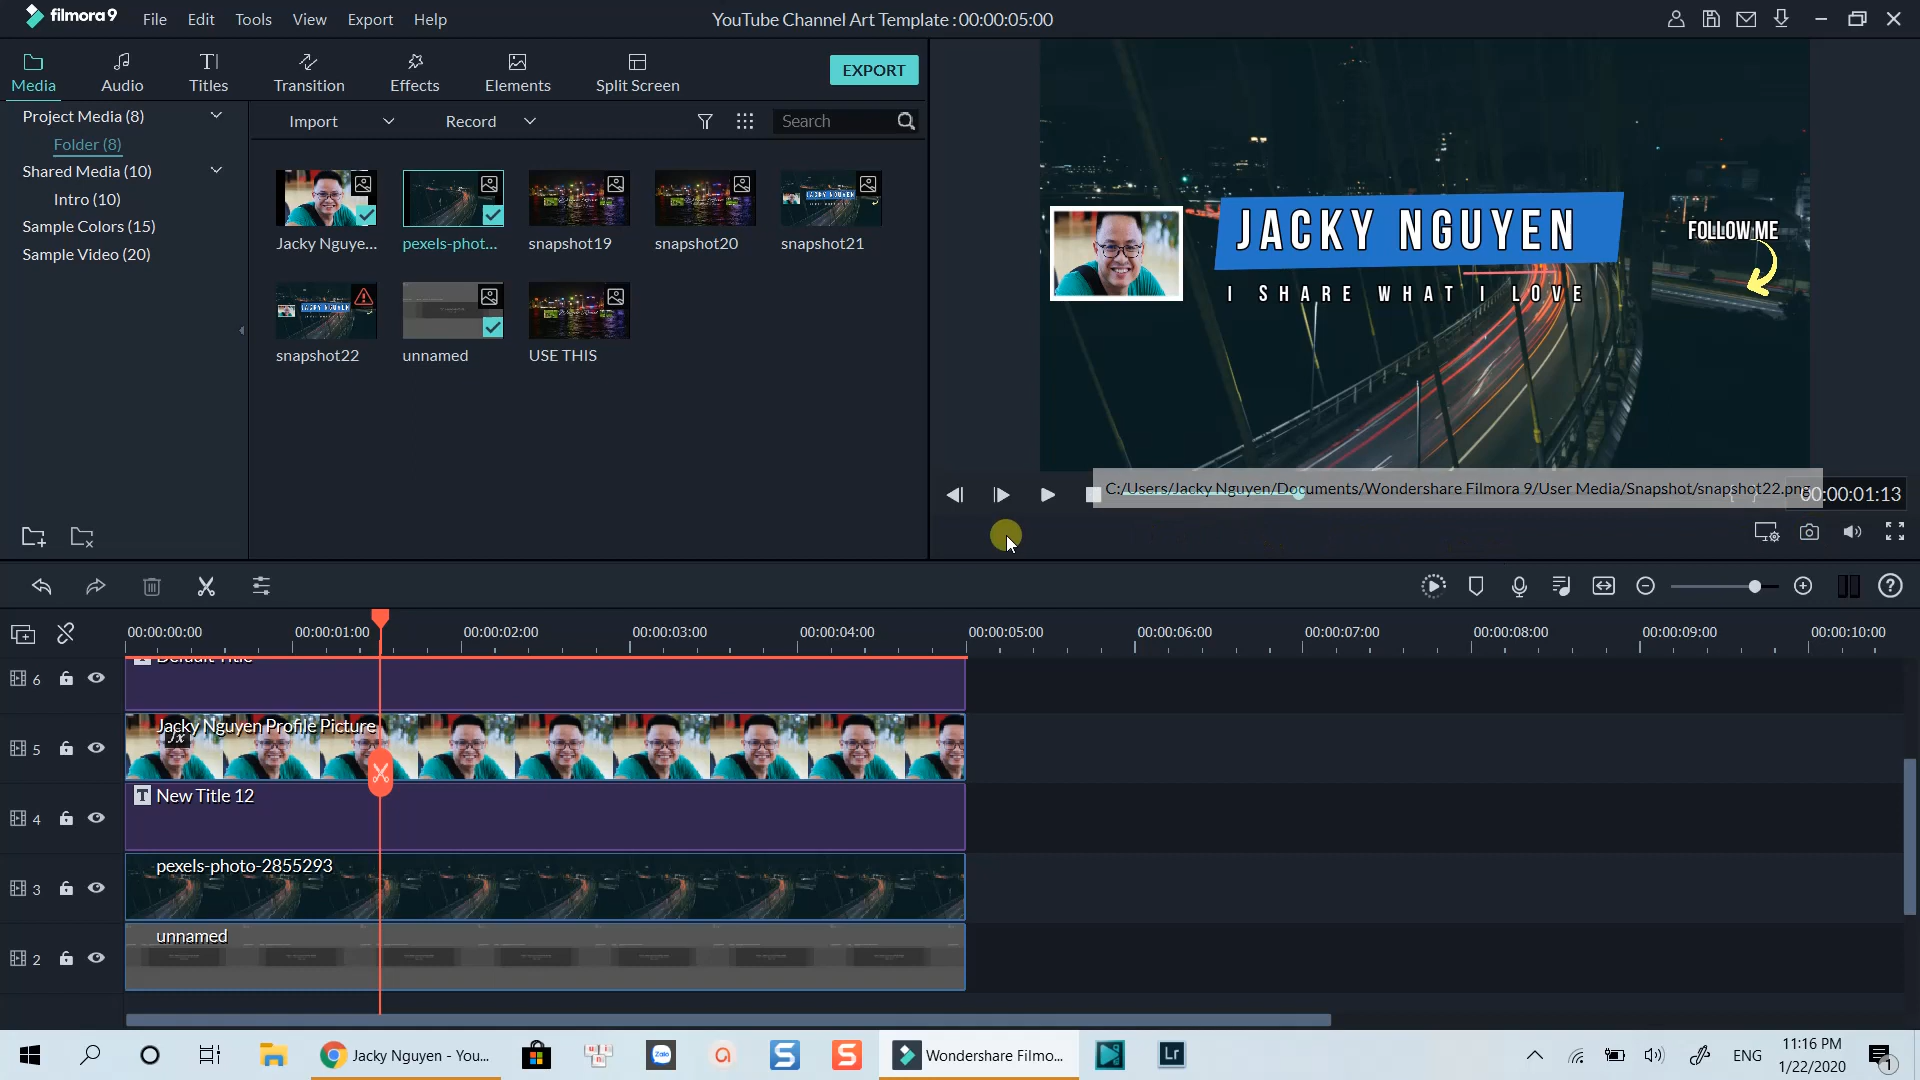 filmora9 File Edit Tools View Export Help YouTube Channel Art Template : 00:00:05:00
Media Audio Titles Transition Effects Elements Split Screen EXPORT
Project Media (8)
Folder (8)
Shared Media (10)
Intro (10)
Sample Colors (15)
Sample Video (20)
Import Record Search
Jacky Nguye... pexels-phot... snapshot19 snapshot20 snapshot21
snapshot22 unnamed USE THIS
JACKY NGUYEN
I SHARE WHAT I LOVE
FOLLOW ME
C:/Users/Jacky Nguyen/Documents/Wondershare Filmora 9/User Media/Snapshot/snapshot22.png
00:00:01:13
00:00:00:00 00:00:01:00 00:00:02:00 00:00:03:00 00:00:04:00 00:00:05:00 00:00:06:00 00:00:07:00 00:00:08:00 00:00:09:00 00:00:10:00
Default Title
6
Jacky Nguyen Profile Picture
fx
5
T New Title 12
4
pexels-photo-2855293
3
unnamed
2
Jacky Nguyen - You... Zalo S S Wondershare Filmo... Lr ENG 11:16 PM
1/22/2020
1